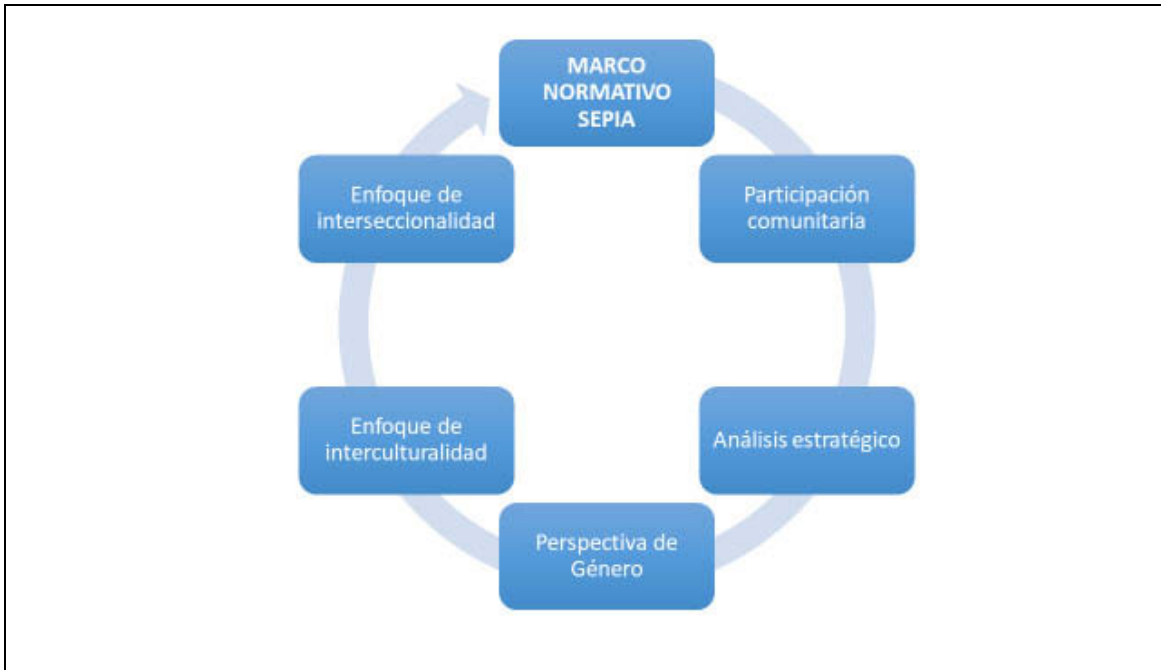 MARCO
NORMATIVO
SEPIA
Participación
comunitaria
Análisis estratégico
Perspectiva de
Género
Enfoque de
interculturalidad
Enfoque de
interseccionalidad